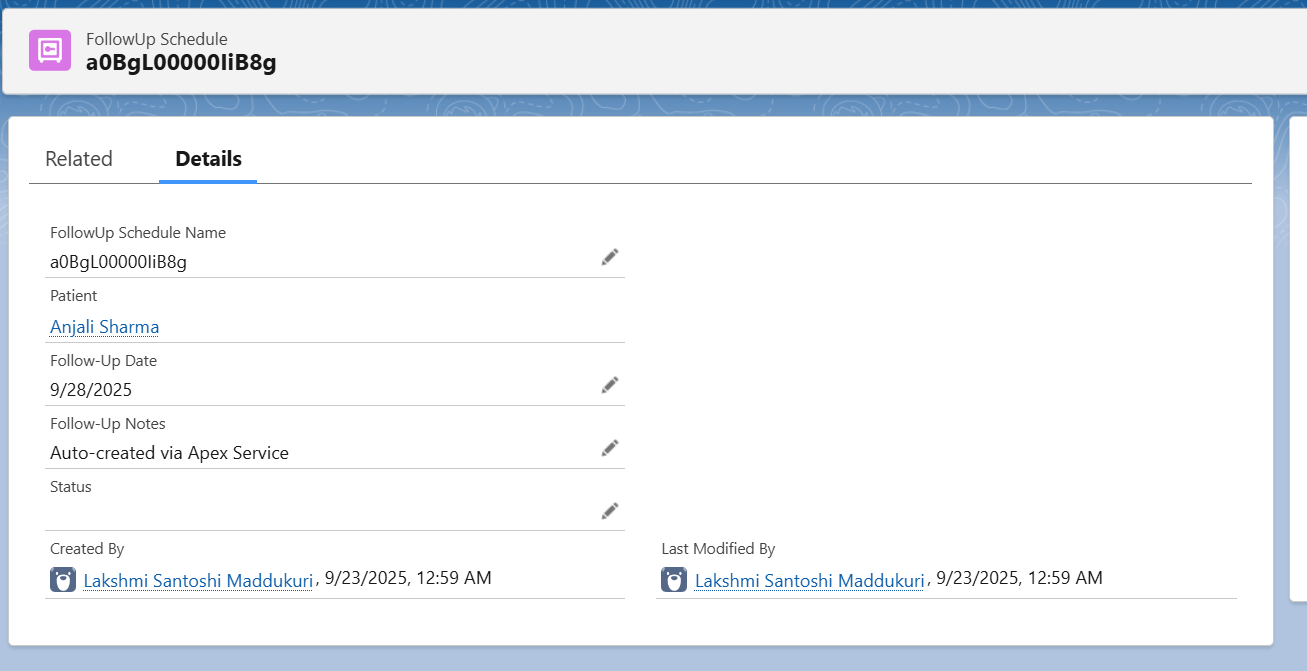 FollowUp Schedule
a0BgL00000IiB8g
Related
Details
FollowUp Schedule Name
a0BgL00000IiB8g
Patient
Anjali Sharma
Follow-Up Date
9/28/2025
Follow-Up Notes
Auto-created via Apex Service
Status
Created By
Lakshmi Santoshi Maddukuri, 9/23/2025, 12:59 AM
Last Modified By
Lakshmi Santoshi Maddukuri, 9/23/2025, 12:59 AM